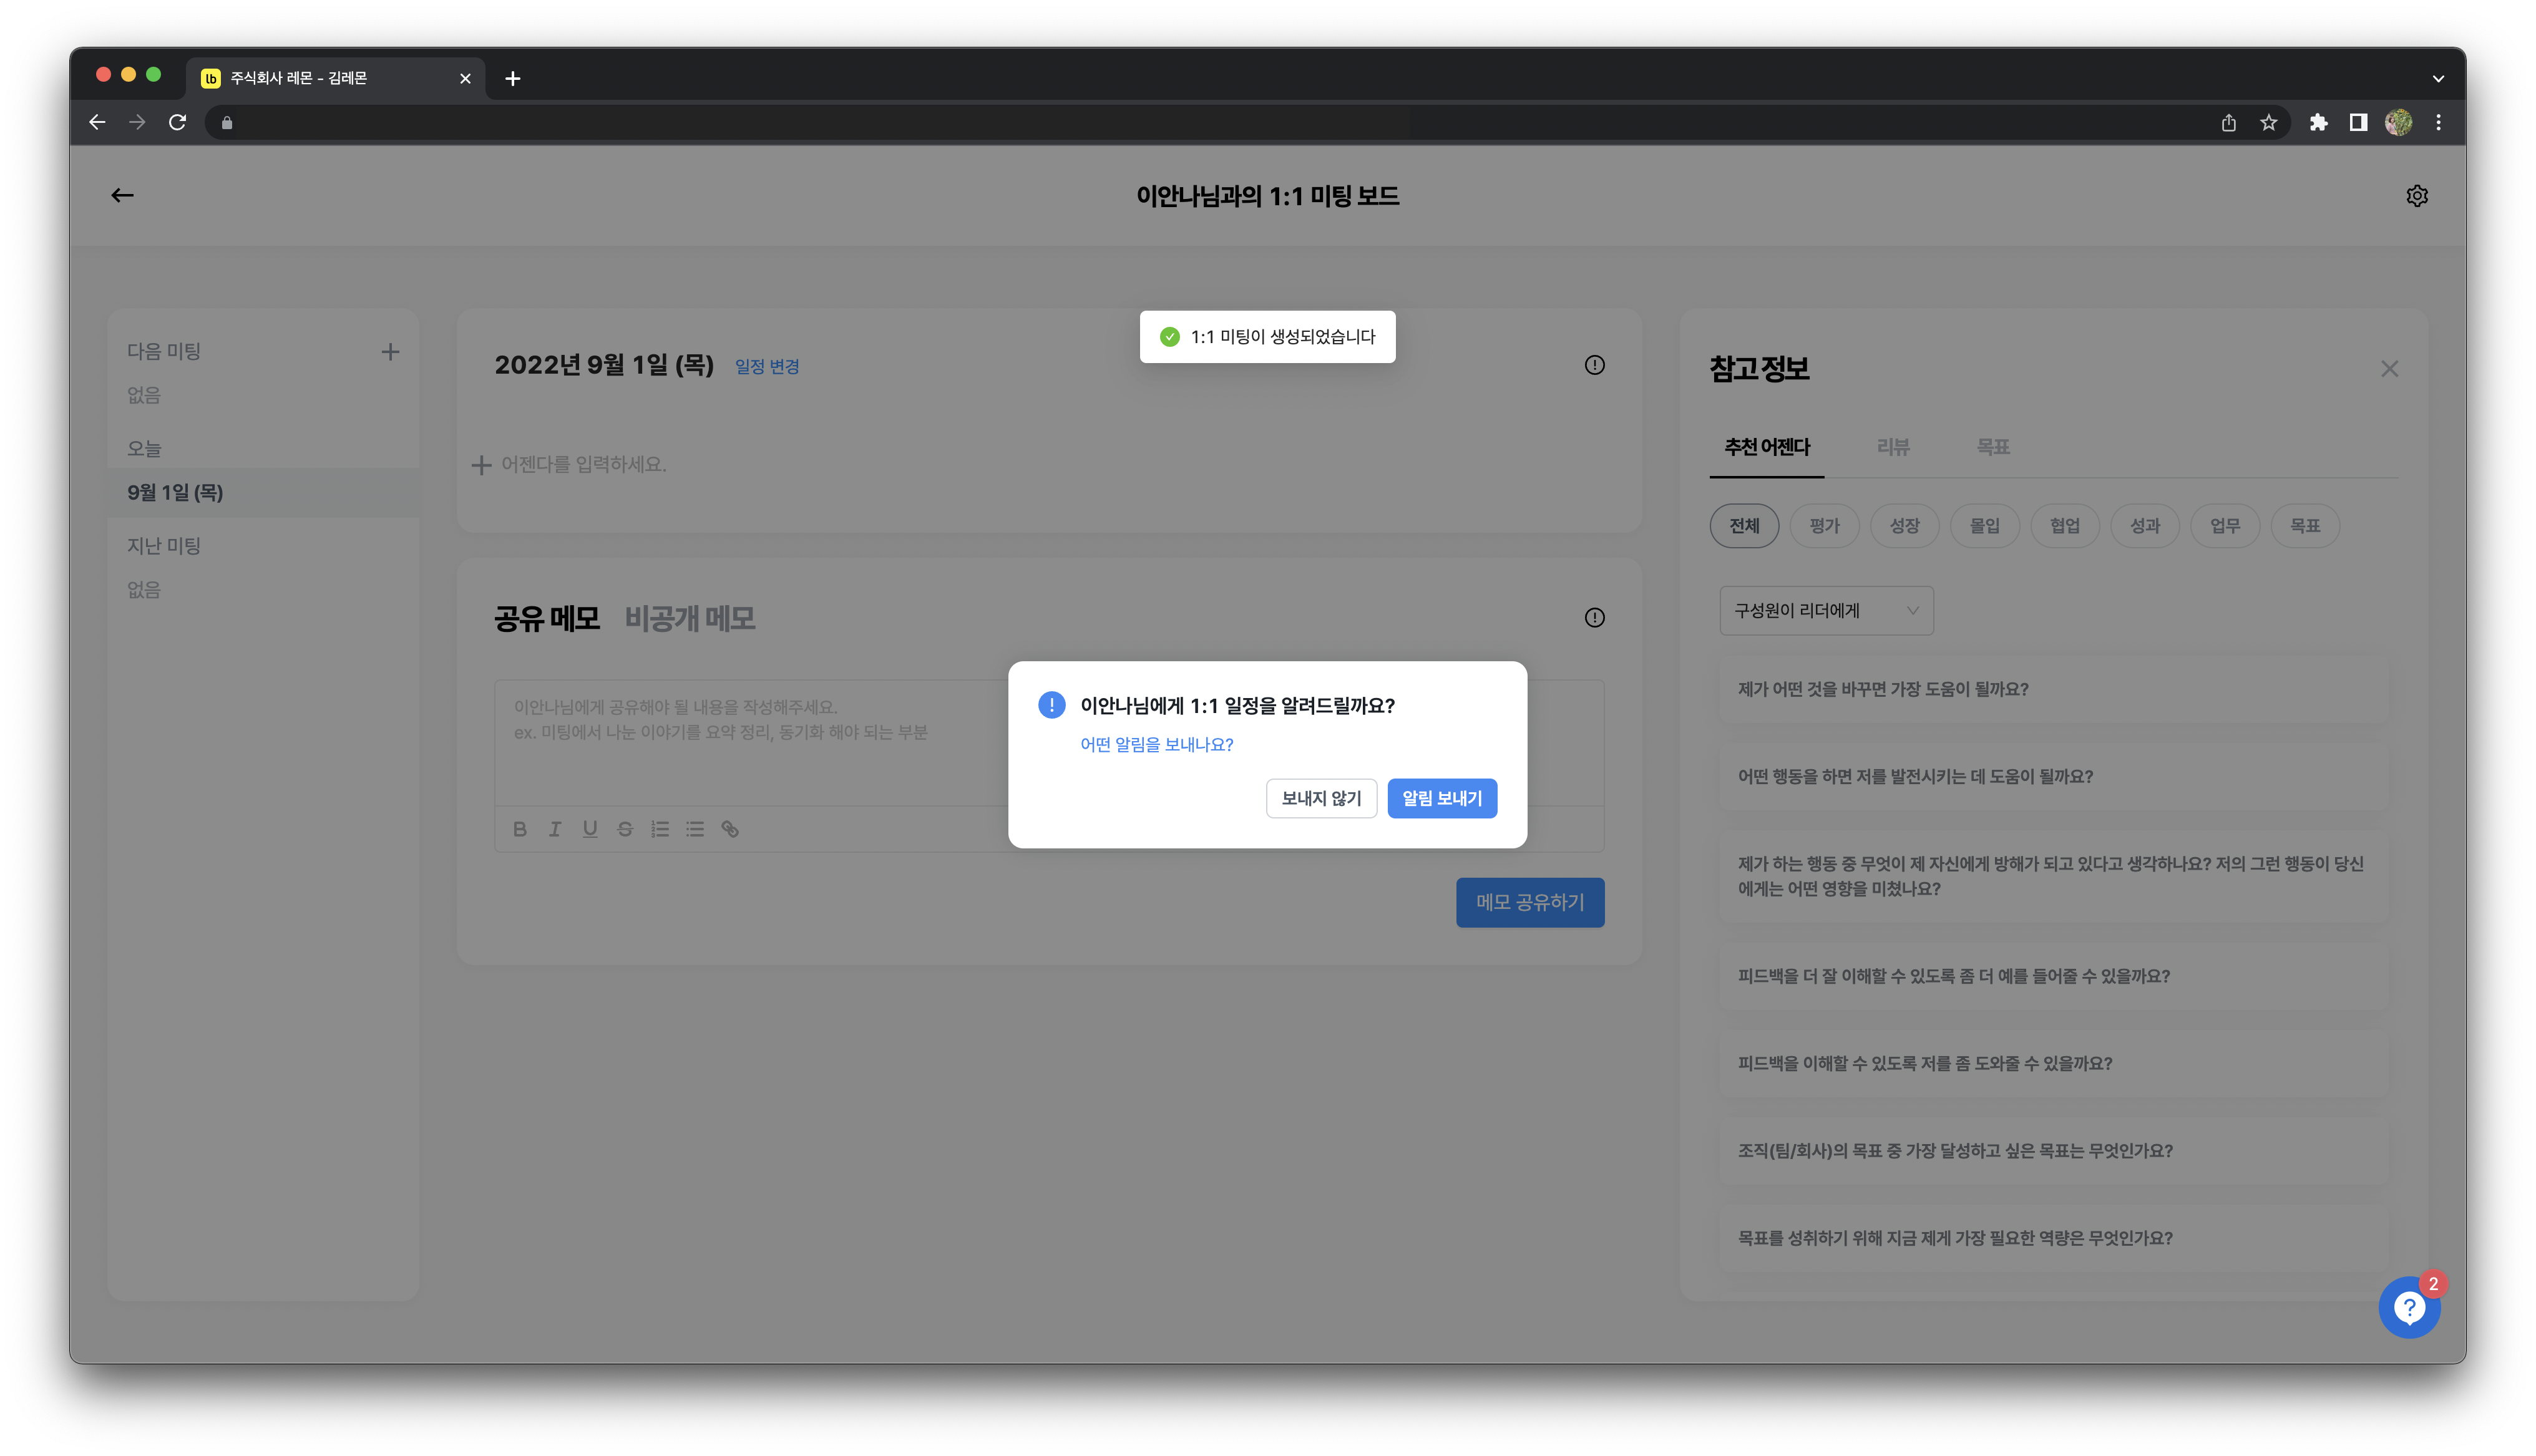 lb 주식회사 레몬 - 김레몬
이안나님과의 1:1 미팅 보드
1:1 미팅이 생성되었습니다
다음 미팅
없음
오늘
9월 1일 (목)
지난 미팅
없음
2022년 9월 1일 (목) 일정 변경
어젠다를 입력하세요.
공유 메모 비공개 메모
이안나님에게 공유해야 될 내용을 작성해주세요.
ex. 미팅에서 나눈 이야기를 요약 정리, 동기화 해야 되는 부분
메모 공유하기
이안나님에게 1:1 일정을 알려드릴까요?
어떤 알림을 보내나요?
보내지 않기 알림 보내기
참고 정보
추천 어젠다 리뷰 목표
전체 평가 성장 몰입 협업 성과 업무 목표
구성원이 리더에게
제가 어떤 것을 바꾸면 가장 도움이 될까요?
어떤 행동을 하면 저를 발전시키는 데 도움이 될까요?
제가 하는 행동 중 무엇이 제 자신에게 방해가 되고 있다고 생각하나요? 저의 그런 행동이 당신
에게는 어떤 영향을 미쳤나요?
피드백을 더 잘 이해할 수 있도록 좀 더 예를 들어줄 수 있을까요?
피드백을 이해할 수 있도록 저를 좀 도와줄 수 있을까요?
조직(팀/회사)의 목표 중 가장 달성하고 싶은 목표는 무엇인가요?
목표를 성취하기 위해 지금 제게 가장 필요한 역량은 무엇인가요?
2